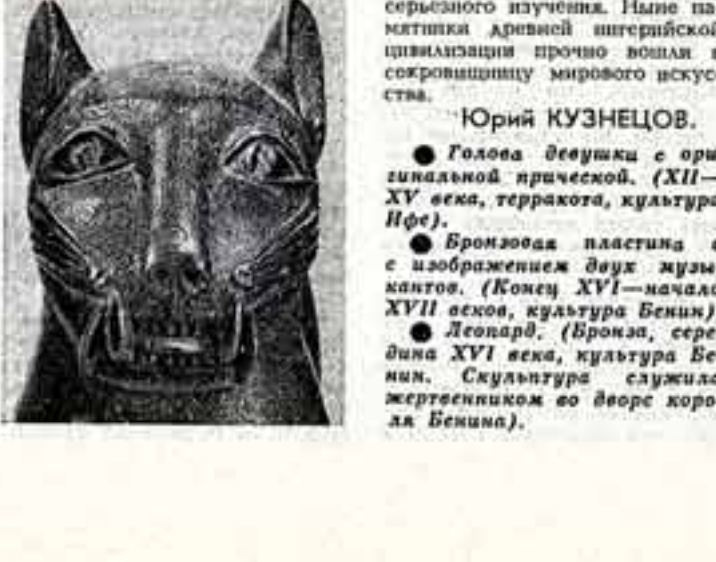 серьезного изучения. Ныне па-
мятники древней нигерийской
цивилизации прочно вошли в
сокровищницу мирового искус-
ства.
Юрий КУЗНЕЦОВ.
● Голова девушки с ори-
гинальной прической. (XII—
XV века, терракота, культура
Ифе).
● Бронзовая пластина
с изображением двух музы-
кантов. (Конец XVI—начало
XVII веков, культура Бенин)
● Леопард. (Бронза, сере-
дина XVI века, культура Бе-
нин. Скульптура служила
жертвенником во дворе коро-
ля Бенина).